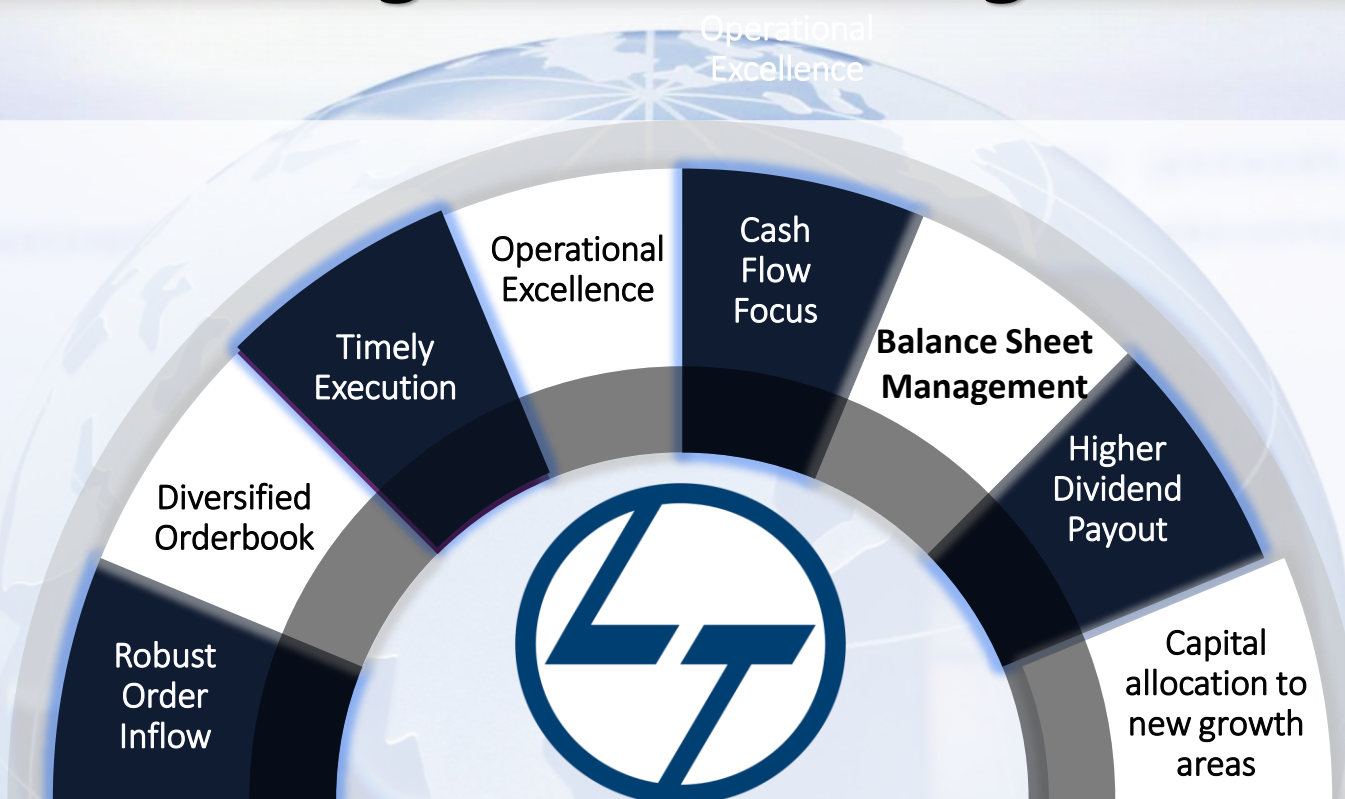 Operational
Excellence
Robust
Order
Inflow
Diversified
Orderbook
Timely
Execution
Operational
Excellence
Cash
Flow
Focus
Balance Sheet
Management
Higher
Dividend
Payout
Capital
allocation to
new growth
areas
LT